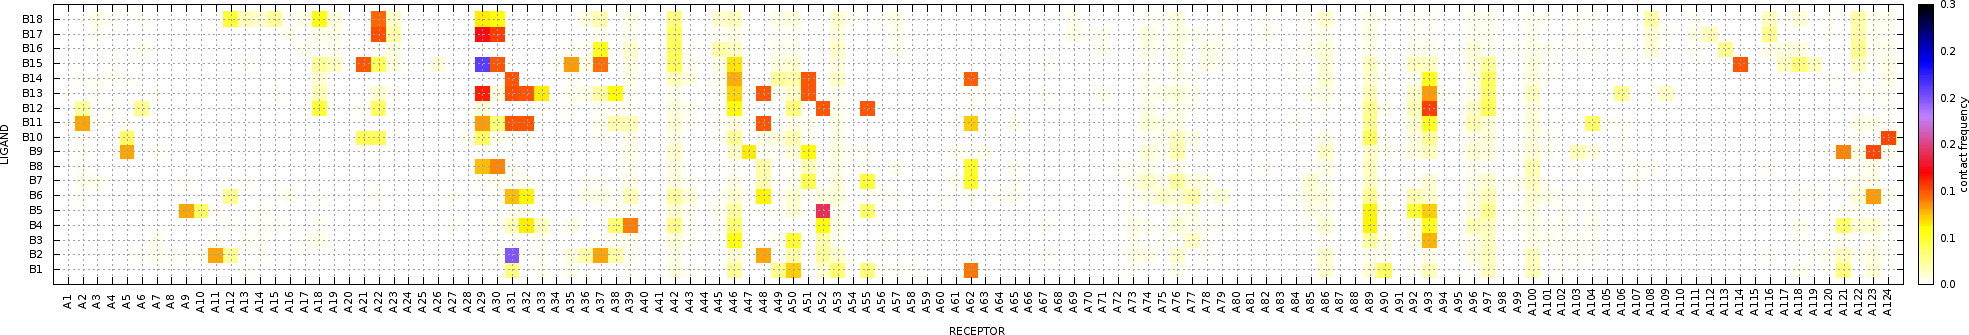 B18
B17
B16
B15
B14
B13
B12
B11
B10
B9
B8
B7
B6
B5
B4
B3
B2
B1
LIGAND
A1 A2 A3 A4 A5 A6 A7 A8 A9 A10 A11 A12 A13 A14 A15 A16 A17 A18 A19 A20 A21 A22 A23 A24 A25 A26 A27 A28 A29 A30 A31 A32 A33 A34 A35 A36 A37 A38 A39 A40 A41 A42 A43 A44 A45 A46 A47 A48 A49 A50 A51 A52 A53 A54 A55 A56 A57 A58 A59 A60 A61 A62 A63 A64 A65 A66 A67 A68 A69 A70 A71 A72 A73 A74 A75 A76 A77 A78 A79 A80 A81 A82 A83 A84 A85 A86 A87 A88 A89 A90 A91 A92 A93 A94 A95 A96 A97 A98 A99 A100 A101 A102 A103 A104 A105 A106 A107 A108 A109 A110 A111 A112 A113 A114 A115 A116 A117 A118 A119 A120 A121 A122 A123 A124
RECEPTOR
0.3
0.2
0.2
0.2
0.1
0.1
0.0
contact frequency